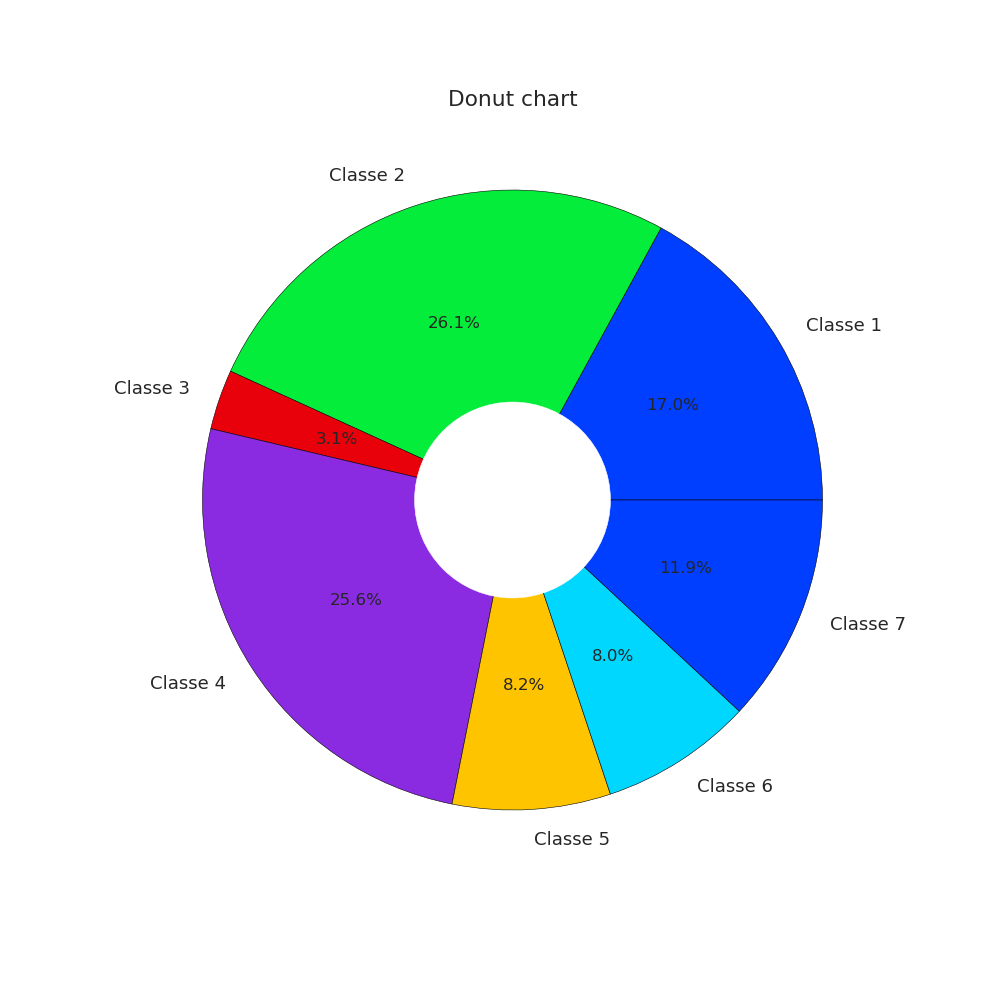 Donut chart
Classe 2
Classe 1
26.1%
Classe 3
17.0%
3.1%
11.9%
25.6%
Classe 7
8.0%
Classe 4
8.2%
Classe 6
Classe 5